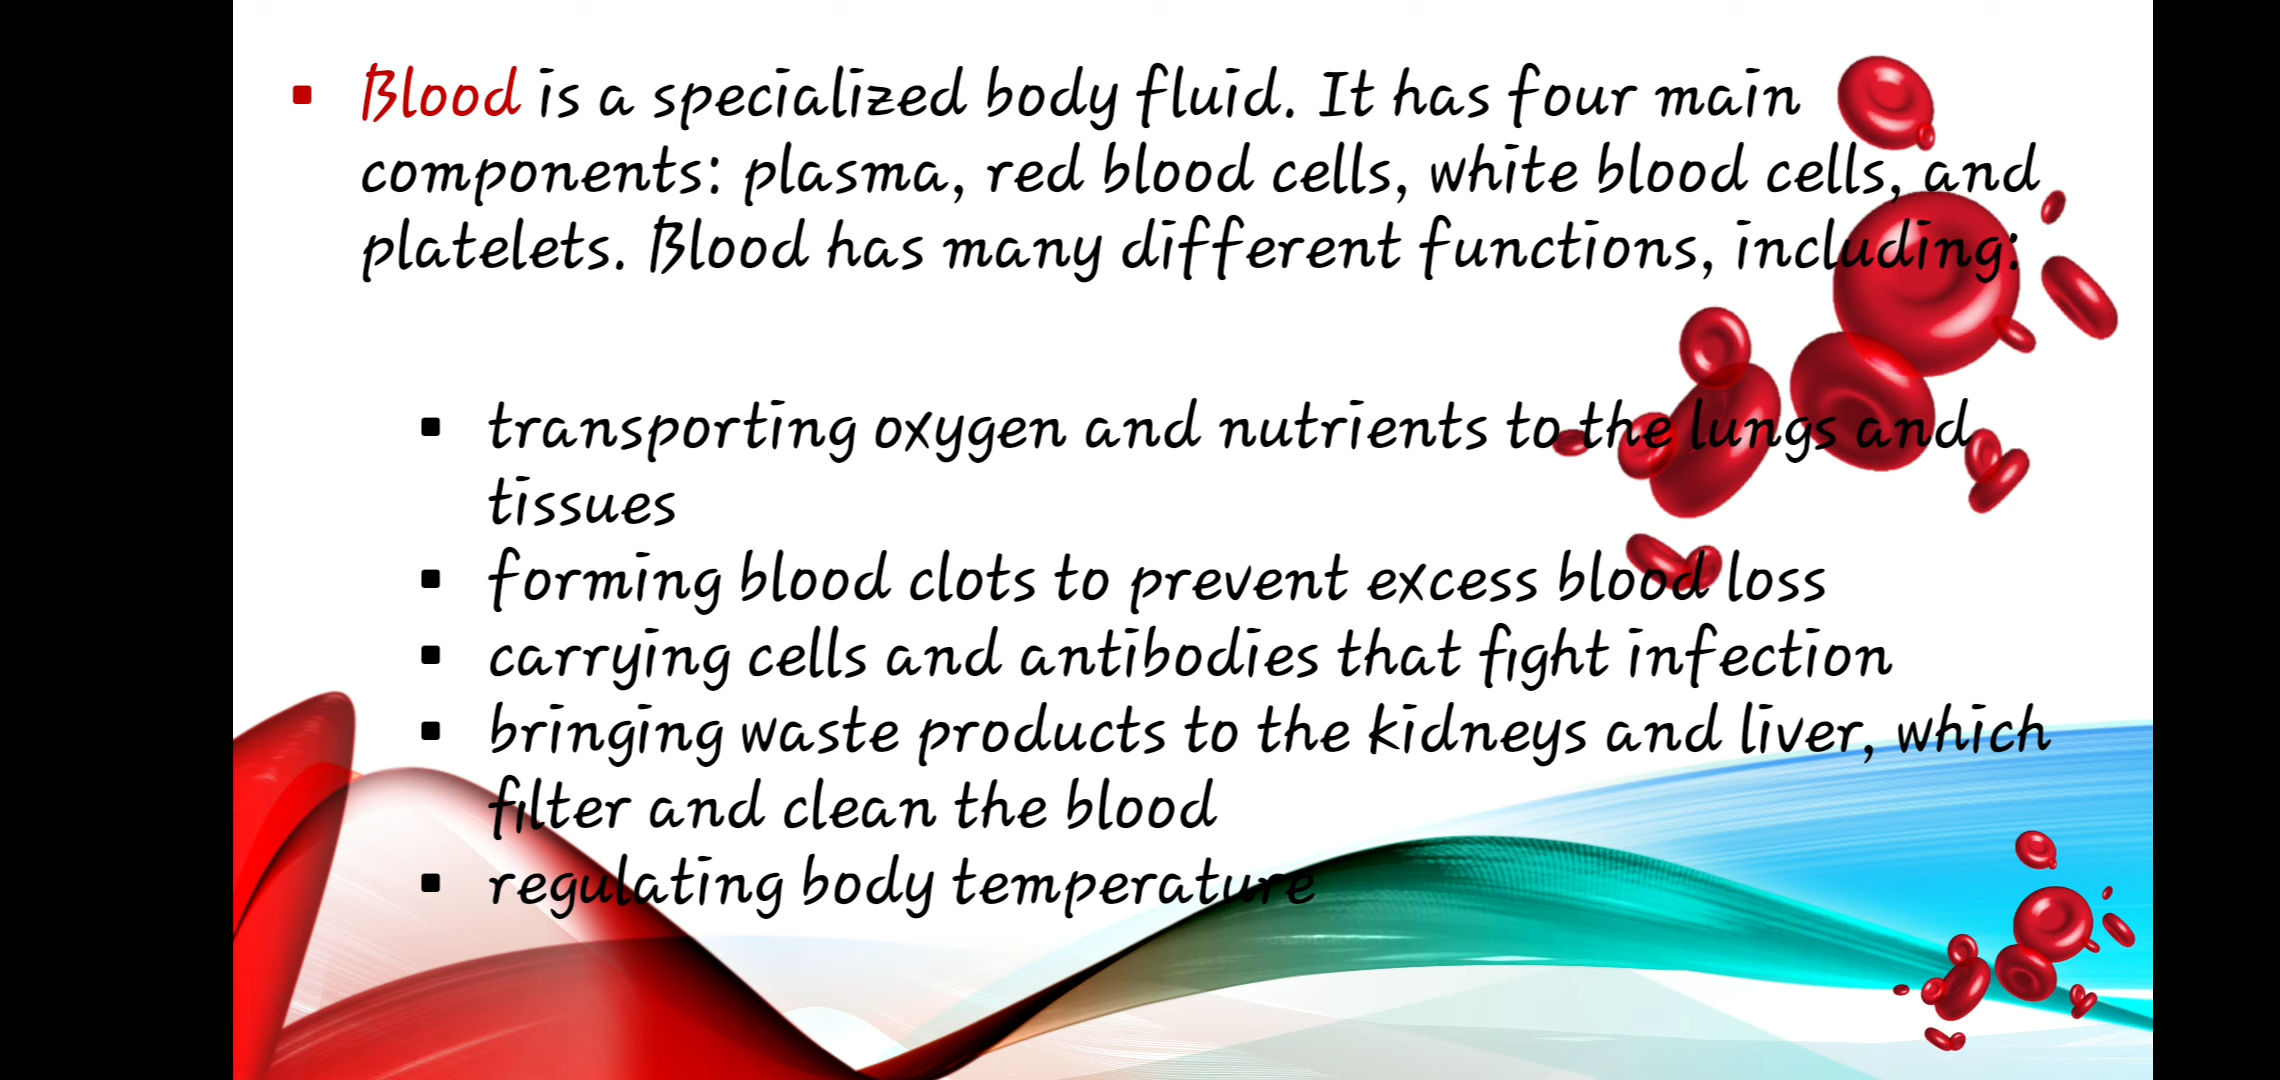 Blood is a specialized body fluid. It has four main
components: plasma, red blood cells, white blood cells, and
platelets. Blood has many different functions, including:
transporting oxygen and nutrients to the lungs and
tissues
forming blood clots to prevent excess blood loss
carrying cells and antibodies that fight infection
bringing waste products to the kidneys and liver, which
filter and clean the blood
regulating body temperature